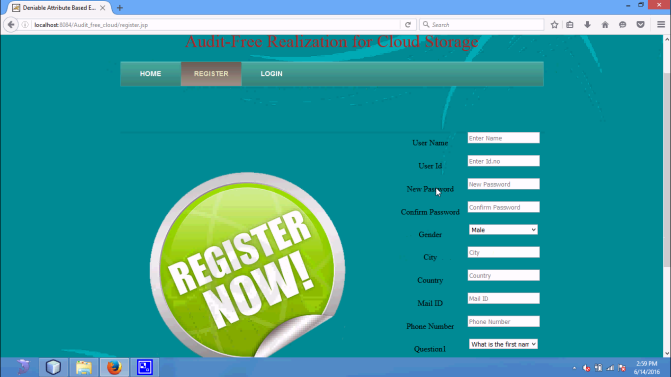 Deniable Attribute Based E...
localhost:8084/Audit_free_cloud/register.jsp
Search
Audit-Free Realization for Cloud Storage
HOME
REGISTER
LOGIN
User Name
Enter Name
User Id
Enter Id.no
New Password
New Password
Confirm Password
Confirm Password
Gender
Male
City
City
Country
Country
Mail ID
Mail ID
Phone Number
Phone Number
Question1
What is the first nam
REGISTER
NOW!
2:59 PM
6/14/2016